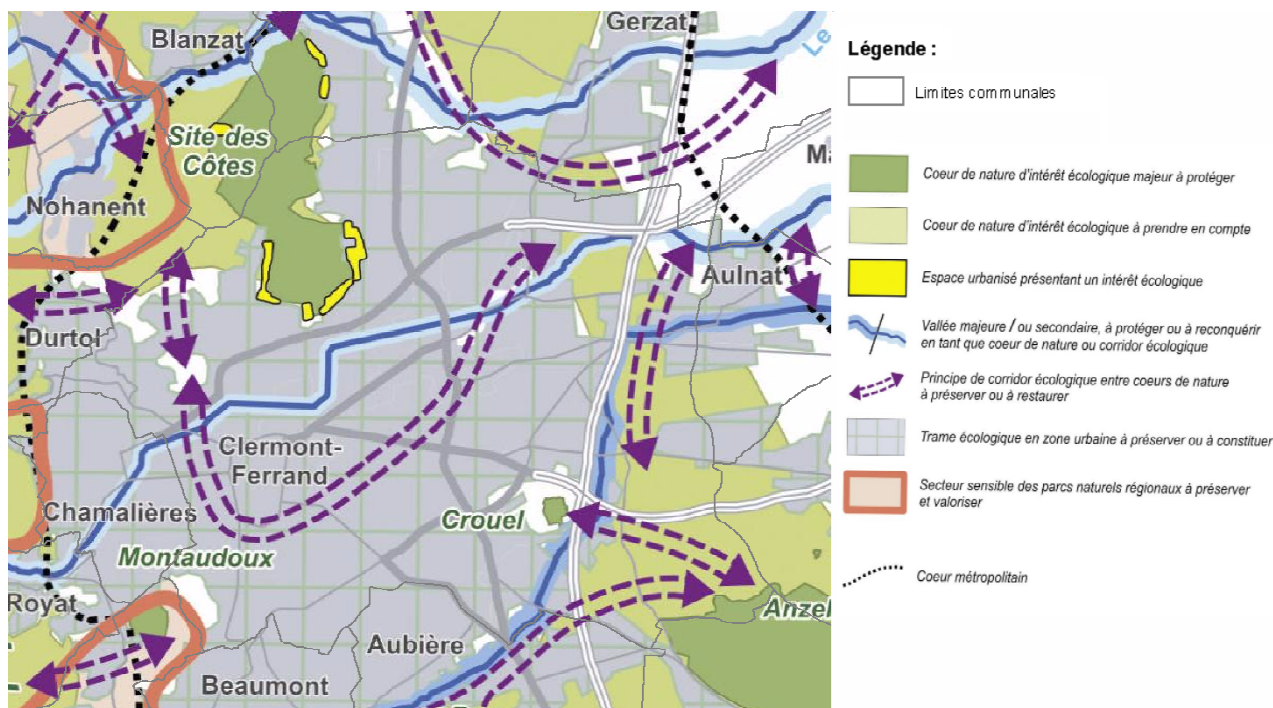 Blanzat
Gerzat
Le
Site des
Côtes
Ma
Nohanent
Aulnat
Durtol
Clermont-
Ferrand
Chamalières
Crouel
Montaudoux
Royat
Anzel
Aubière
Beaumont
Légende :
Limites communales
Coeur de nature d'intérêt écologique majeur à protéger
Coeur de nature d'intérêt écologique à prendre en compte
Espace urbanisé présentant un intérêt écologique
Vallée majeure / ou secondaire, à protéger ou à reconquérir
en tant que coeur de nature ou corridor écologique
Principe de corridor écologique entre coeurs de nature
à préserver ou à restaurer
Trame écologique en zone urbaine à préserver ou à constituer
Secteur sensible des parcs naturels régionaux à préserver
et valoriser
Coeur métropolitain